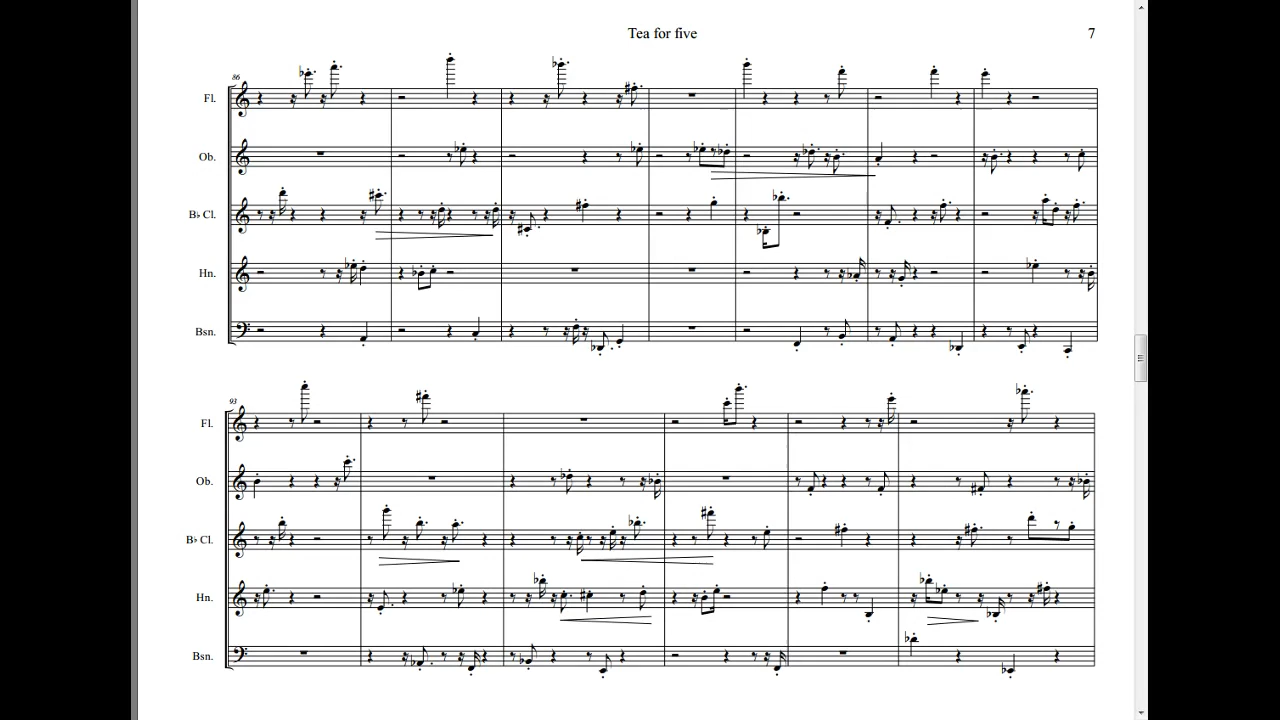 Tea for five
7
86
Fl.
Ob.
B♭ Cl.
Hn.
Bsn.
93
Fl.
Ob.
B♭ Cl.
Hn.
Bsn.